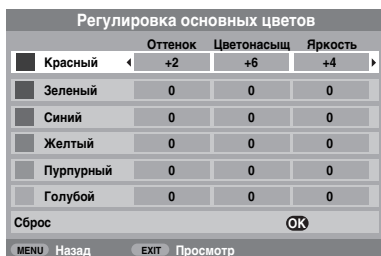 Регулировка основных цветов
Оттенок Цветонасыщ Яркость
Красный +2 +6 +4
Зеленый 0 0 0
Синий 0 0 0
Желтый 0 0 0
Пурпурный 0 0 0
Голубой 0 0 0
Сброс OK
MENU Назад EXIT Просмотр